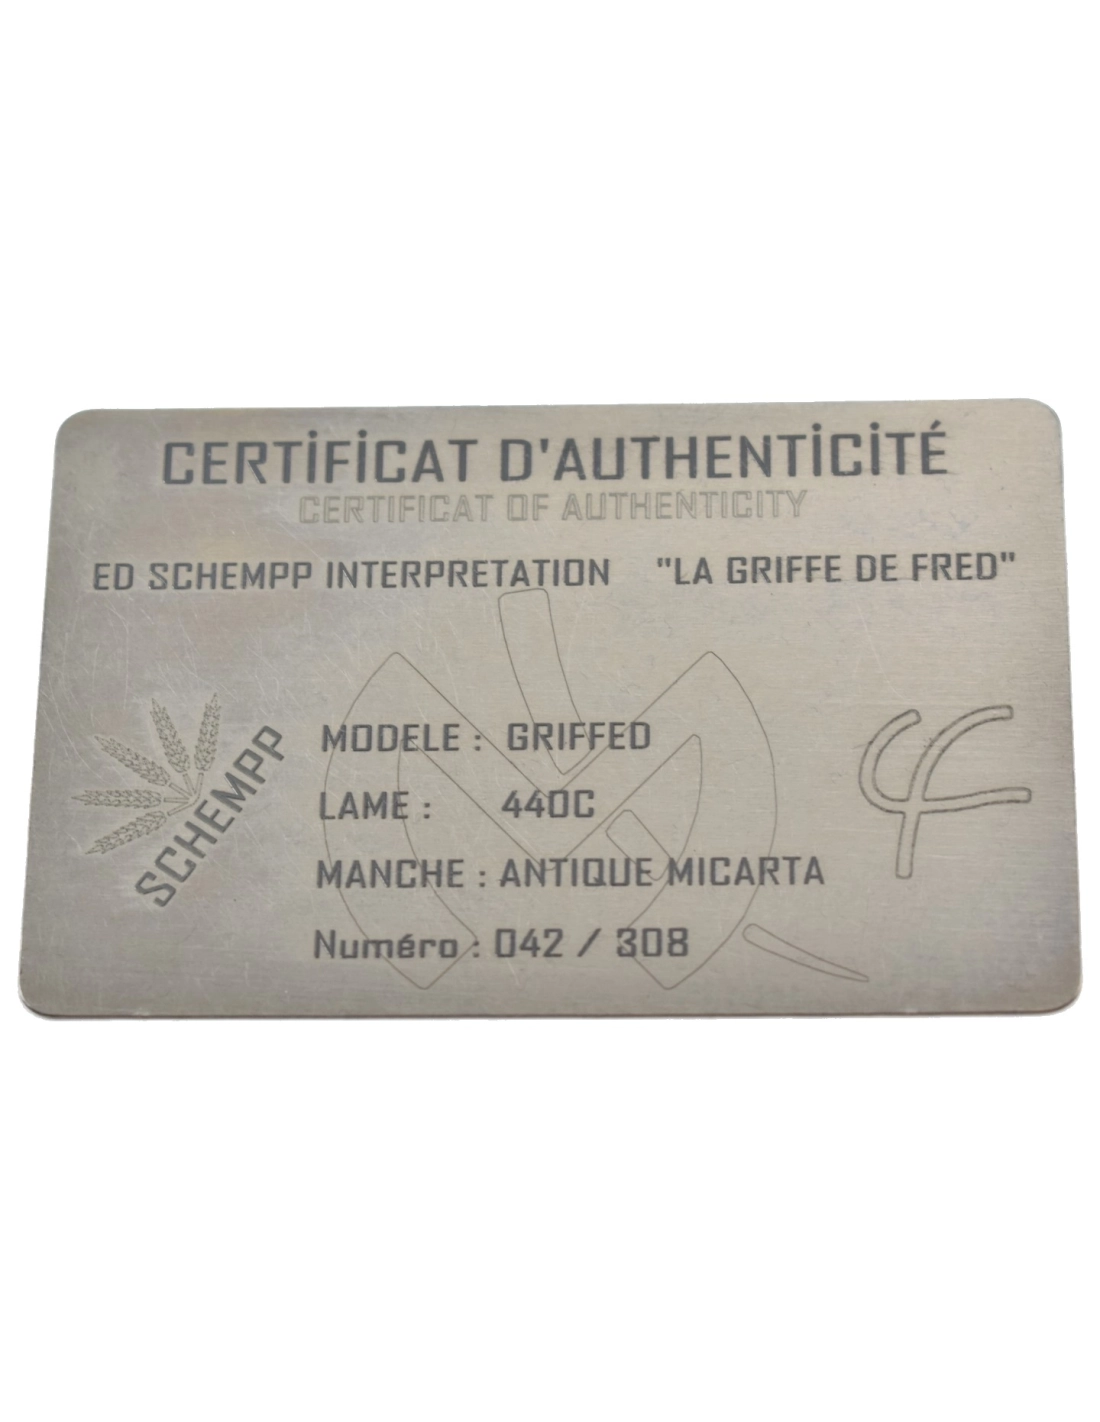 CERTiFiCAT D'AUTHENTiCiTÉ
CERTIFICAT OF AUTHENTICITY
ED SCHEMPP INTERPRETATION "LA GRIFFE DE FRED"
SCHEMPP
MODELE : GRIFFED
LAME : 440C
MANCHE : ANTIQUE MICARTA
Numéro : 042 / 308